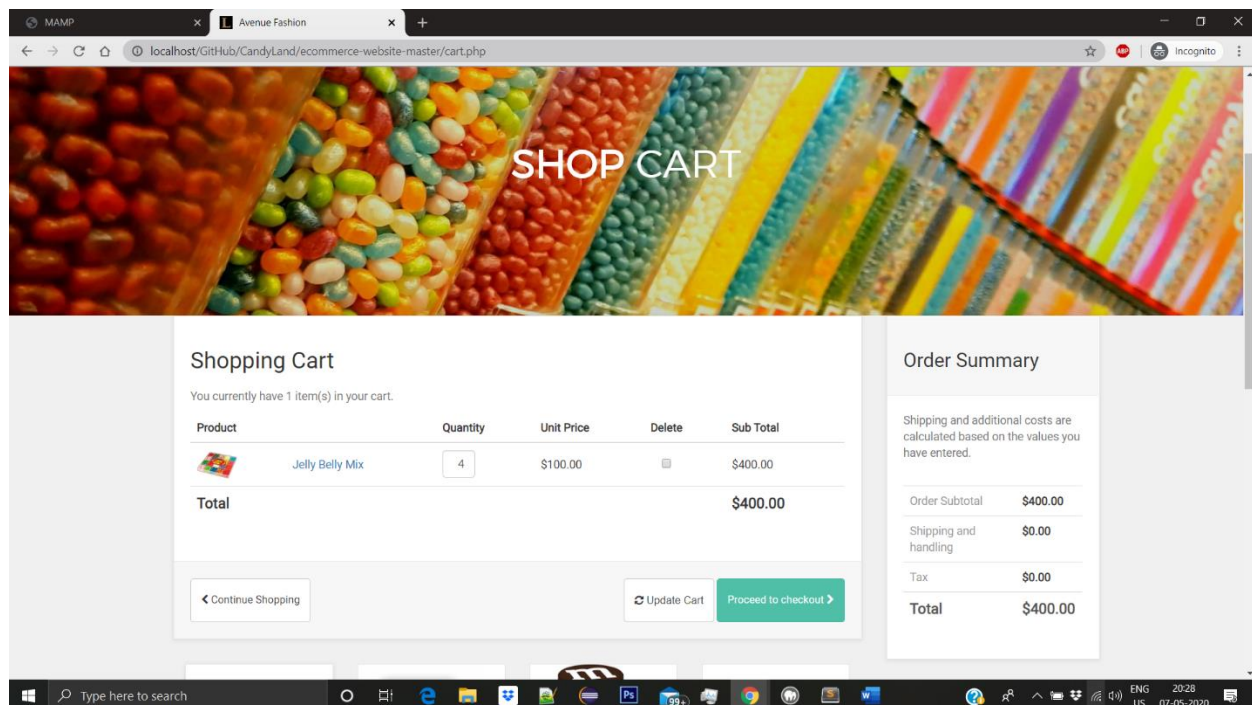 MAMP
Avenue Fashion
localhost/GitHub/CandyLand/ecommerce-website-master/cart.php
ABP
Incognito
SHOP CART
Shopping Cart
You currently have 1 item(s) in your cart.
Product Quantity Unit Price Delete Sub Total
Jelly Belly Mix 4 $100.00 $400.00
Total $400.00
Continue Shopping
Update Cart
Proceed to checkout
Order Summary
Shipping and additional costs are
calculated based on the values you
have entered.
Order Subtotal $400.00
Shipping and
handling
$0.00
Tax $0.00
Total $400.00
Type here to search
Ps
99+
ENG
US
20:28
07-05-2020